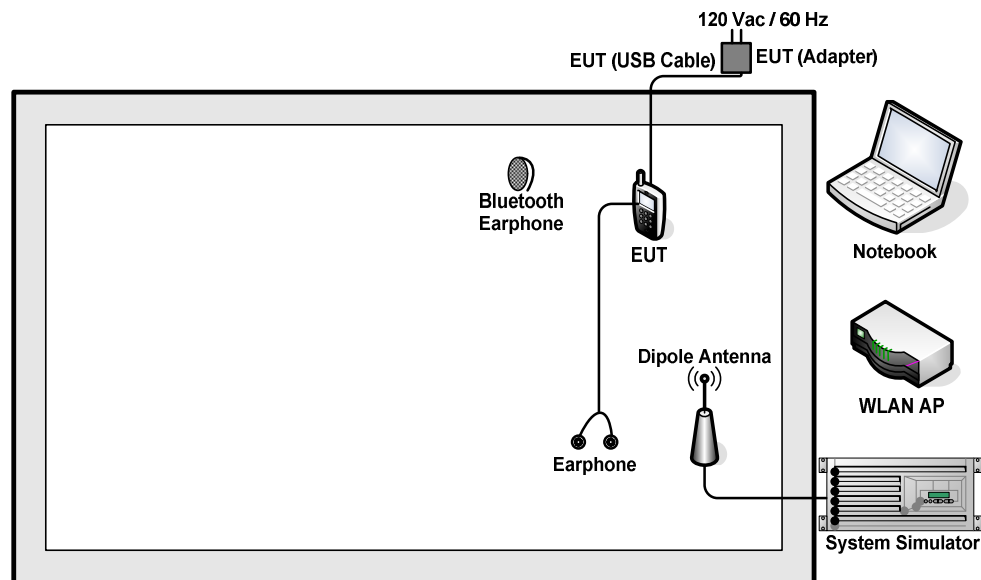 120 Vac / 60 Hz
EUT (USB Cable)
EUT (Adapter)
Bluetooth
Earphone
EUT
Notebook
Dipole Antenna
WLAN AP
Earphone
System Simulator